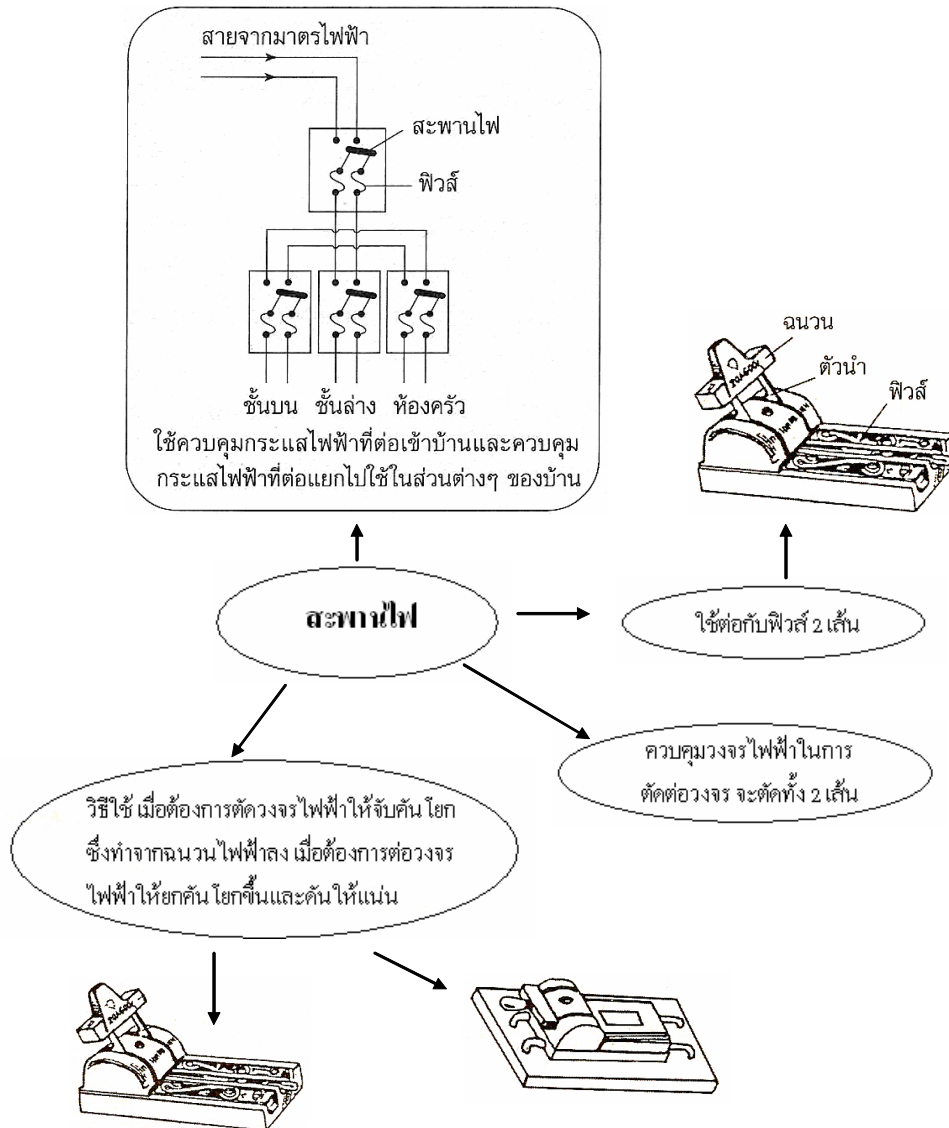 สายจากมาตรไฟฟ้า
สะพานไฟ
ฟิวส์
ชั้นบน ชั้นล่าง ห้องครัว
ใช้ควบคุมกระแสไฟฟ้าที่ต่อเข้าบ้านและควบคุม
กระแสไฟฟ้าที่ต่อแยกไปใช้ในส่วนต่างๆ ของบ้าน
ฉนวน
ตัวนำ
ฟิวส์
สะพานไฟ
ใช้ต่อกับฟิวส์ 2 เส้น
ควบคุมวงจรไฟฟ้าในการ
ตัดต่อวงจร จะตัดทั้ง 2 เส้น
วิธีใช้ เมื่อต้องการตัดวงจรไฟฟ้าให้จับคันโยก
ซึ่งทำจากฉนวนไฟฟ้าลง เมื่อต้องการต่อวงจร
ไฟฟ้าให้ยกคันโยกขึ้นและดันให้แน่น